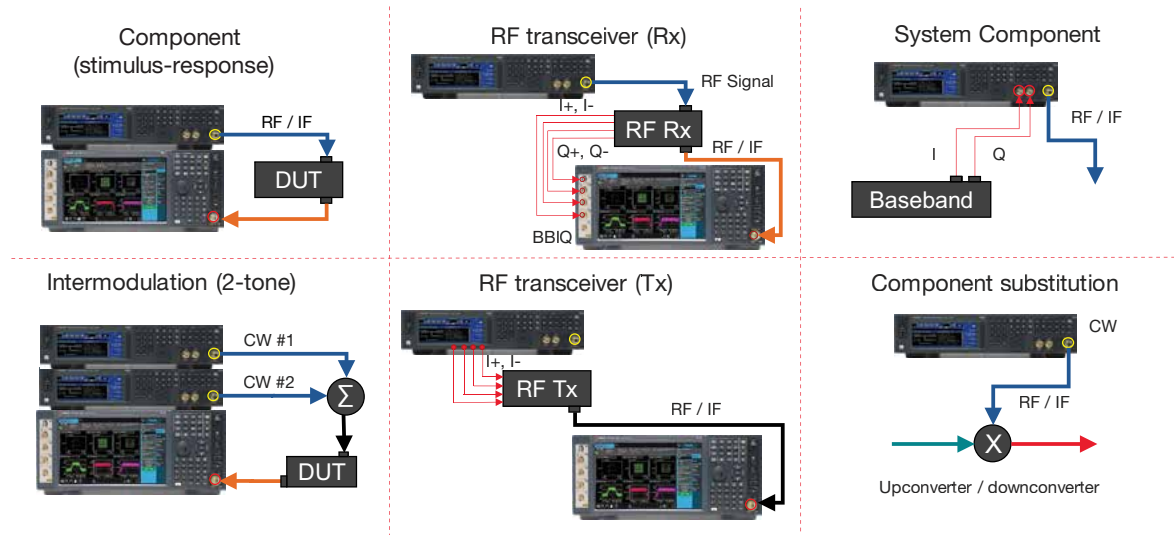 Component
(stimulus-response)
RF / IF
DUT
RF transceiver (Rx)
RF Signal
I+, I-
RF Rx
Q+, Q-
RF / IF
BBIQ
System Component
RF / IF
I
Q
Baseband
Intermodulation (2-tone)
CW #1
CW #2
Σ
DUT
RF transceiver (Tx)
I+, I-
RF Tx
RF / IF
Component substitution
CW
RF / IF
X
Upconverter / downconverter